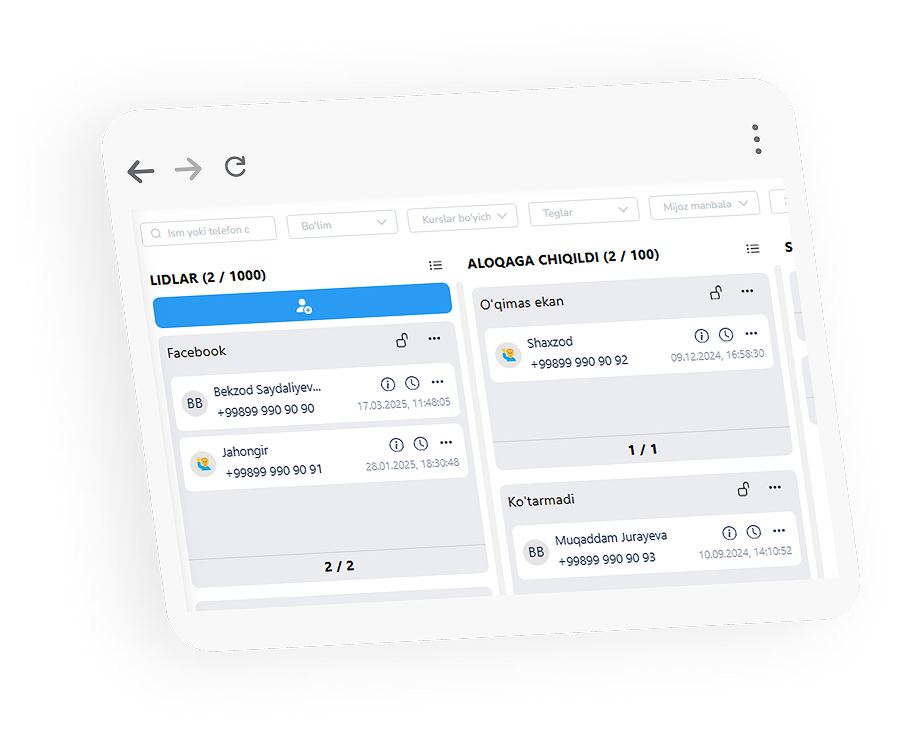 Ism yoki telefon c
Bo'lim
Kurslar bo'yich
Teglar
Mijoz manbala
LIDLAR (2 / 1000)
Facebook
BB
Bekzod Saydaliyev...
+99899 990 90 90
17.03.2025, 11:48:05
Jahongir
+99899 990 90 91
28.01.2025, 18:30:48
2 / 2
ALOQAGA CHIQILDI (2 / 100)
O'qimas ekan
Shaxzod
+99899 990 90 92
09.12.2024, 16:58:30
1 / 1
Ko'tarmadi
BB
Muqaddam Jurayeva
+99899 990 90 93
10.09.2024, 14:10:52
S